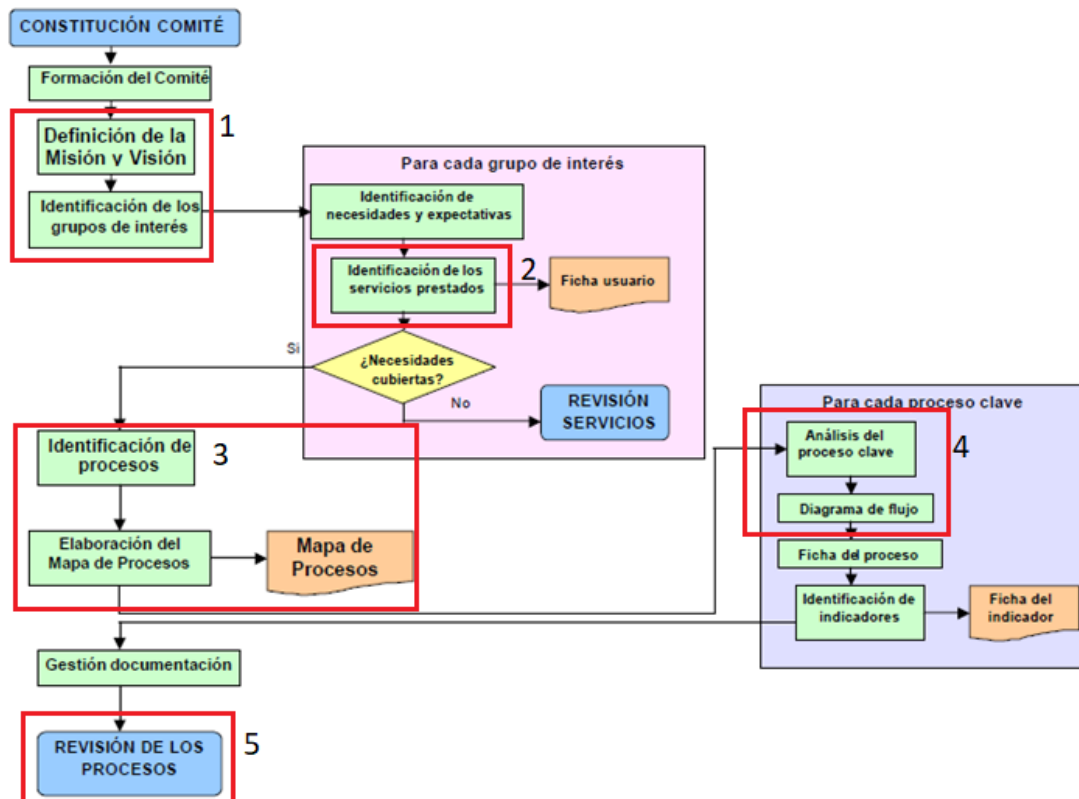 CONSTITUCIÓN COMITÉ
Formación del Comité
1
Definición de la
Misión y Visión
Identificación de los
grupos de interés
Para cada grupo de interés
Identificación de
necesidades y expectativas
Identificación de los
servicios prestados
2
Ficha usuario
Si
¿Necesidades
cubiertas?
No
REVISIÓN
SERVICIOS
Identificación de
procesos
3
Elaboración del
Mapa de Procesos
Mapa de
Procesos
Para cada proceso clave
Análisis del
proceso clave
4
Diagrama de flujo
Ficha del proceso
Identificación de
indicadores
Ficha del
indicador
Gestión documentación
REVISIÓN DE LOS
PROCESOS
5